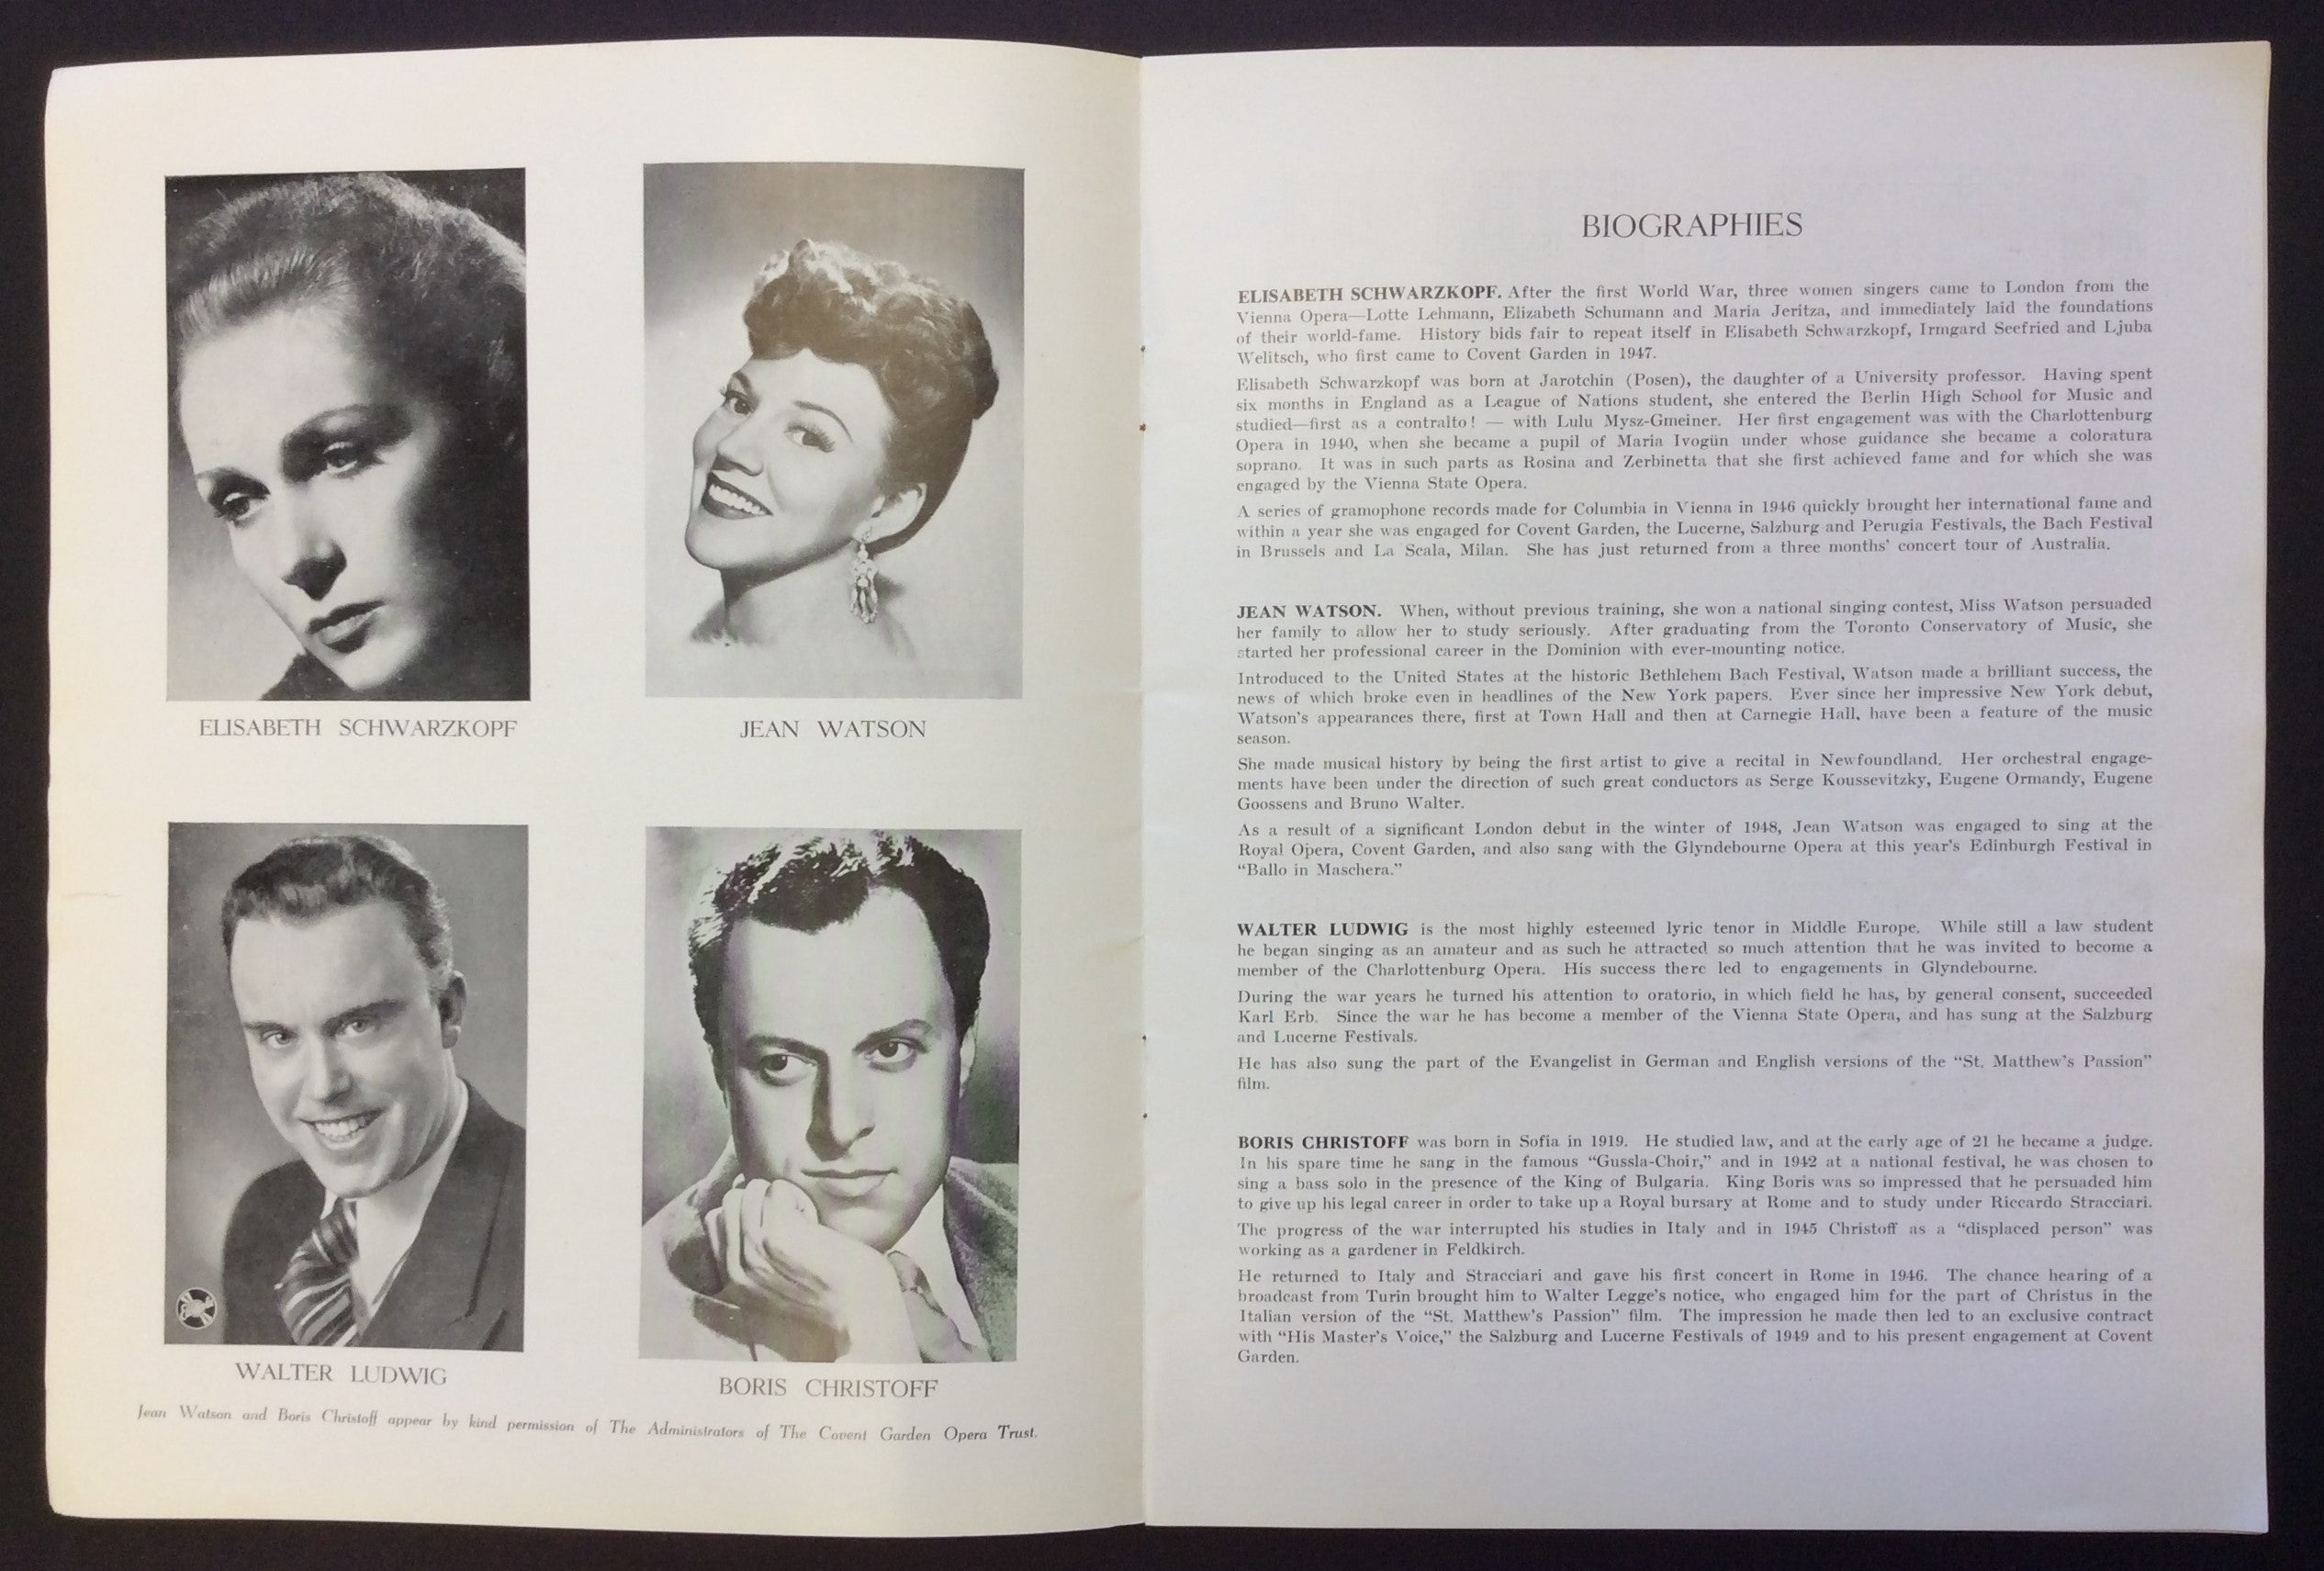 ELISABETH SCHWARZKOPF
JEAN WATSON
WALTER LUDWIG
BORIS CHRISTOFF
Jean Watson and Boris Christoff appear by kind permission of The Administrators of The Covent Garden Opera Trust.
BIOGRAPHIES
ELISABETH SCHWARZKOPF. After the first World War, three women singers came to London from the
Vienna Opera—Lotte Lehmann, Elizabeth Schumann and Maria Jeritza, and immediately laid the foundations
of their world-fame. History bids fair to repeat itself in Elisabeth Schwarzkopf, Irmgard Seefried and Ljuba
Welitsch, who first came to Covent Garden in 1947.
Elisabeth Schwarzkopf was born at Jarotchin (Posen), the daughter of a University professor. Having spent
six months in England as a League of Nations student, she entered the Berlin High School for Music and
studied—first as a contralto! — with Lulu Mysz-Gmeiner. Her first engagement was with the Charlottenburg
Opera in 1940, when she became a pupil of Maria Ivogün under whose guidance she became a coloratura
soprano. It was in such parts as Rosina and Zerbinetta that she first achieved fame and for which she was
engaged by the Vienna State Opera.
A series of gramophone records made for Columbia in Vienna in 1946 quickly brought her international fame and
within a year she was engaged for Covent Garden, the Lucerne, Salzburg and Perugia Festivals, the Bach Festival
in Brussels and La Scala, Milan. She has just returned from a three months' concert tour of Australia.
JEAN WATSON. When, without previous training, she won a national singing contest, Miss Watson persuaded
her family to allow her to study seriously. After graduating from the Toronto Conservatory of Music, she
started her professional career in the Dominion with ever-mounting notice.
Introduced to the United States at the historic Bethlehem Bach Festival, Watson made a brilliant success, the
news of which broke even in headlines of the New York papers. Ever since her impressive New York debut,
Watson's appearances there, first at Town Hall and then at Carnegie Hall, have been a feature of the music
season.
She made musical history by being the first artist to give a recital in Newfoundland. Her orchestral engage-
ments have been under the direction of such great conductors as Serge Koussevitzky, Eugene Ormandy, Eugene
Goossens and Bruno Walter.
As a result of a significant London debut in the winter of 1948, Jean Watson was engaged to sing at the
Royal Opera, Covent Garden, and also sang with the Glyndebourne Opera at this year's Edinburgh Festival in
“Ballo in Maschera.”
WALTER LUDWIG is the most highly esteemed lyric tenor in Middle Europe. While still a law student
he began singing as an amateur and as such he attracted so much attention that he was invited to become a
member of the Charlottenburg Opera. His success there led to engagements in Glyndebourne.
During the war years he turned his attention to oratorio, in which field he has, by general consent, succeeded
Karl Erb. Since the war he has become a member of the Vienna State Opera, and has sung at the Salzburg
and Lucerne Festivals.
He has also sung the part of the Evangelist in German and English versions of the “St. Matthew's Passion”
film.
BORIS CHRISTOFF was born in Sofia in 1919. He studied law, and at the early age of 21 he became a judge.
In his spare time he sang in the famous “Gussla-Choir,” and in 1942 at a national festival, he was chosen to
sing a bass solo in the presence of the King of Bulgaria. King Boris was so impressed that he persuaded him
to give up his legal career in order to take up a Royal bursary at Rome and to study under Riccardo Stracciari.
The progress of the war interrupted his studies in Italy and in 1945 Christoff as a “displaced person” was
working as a gardener in Feldkirch.
He returned to Italy and Stracciari and gave his first concert in Rome in 1946. The chance hearing of a
broadcast from Turin brought him to Walter Legge's notice, who engaged him for the part of Christus in the
Italian version of the “St. Matthew's Passion” film. The impression he made then led to an exclusive contract
with “His Master's Voice,” the Salzburg and Lucerne Festivals of 1949 and to his present engagement at Covent
Garden.